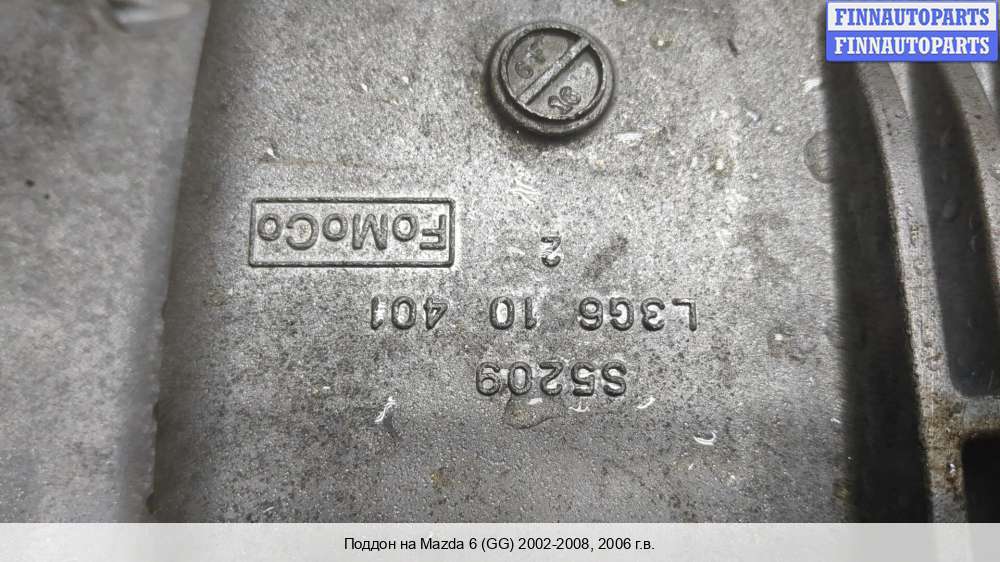 FINNAUTOPARTS
FINNAUTOPARTS
S5209
L3G6 10 401
2
FoMoCo
Поддон на Mazda 6 (GG) 2002-2008, 2006 г.в.